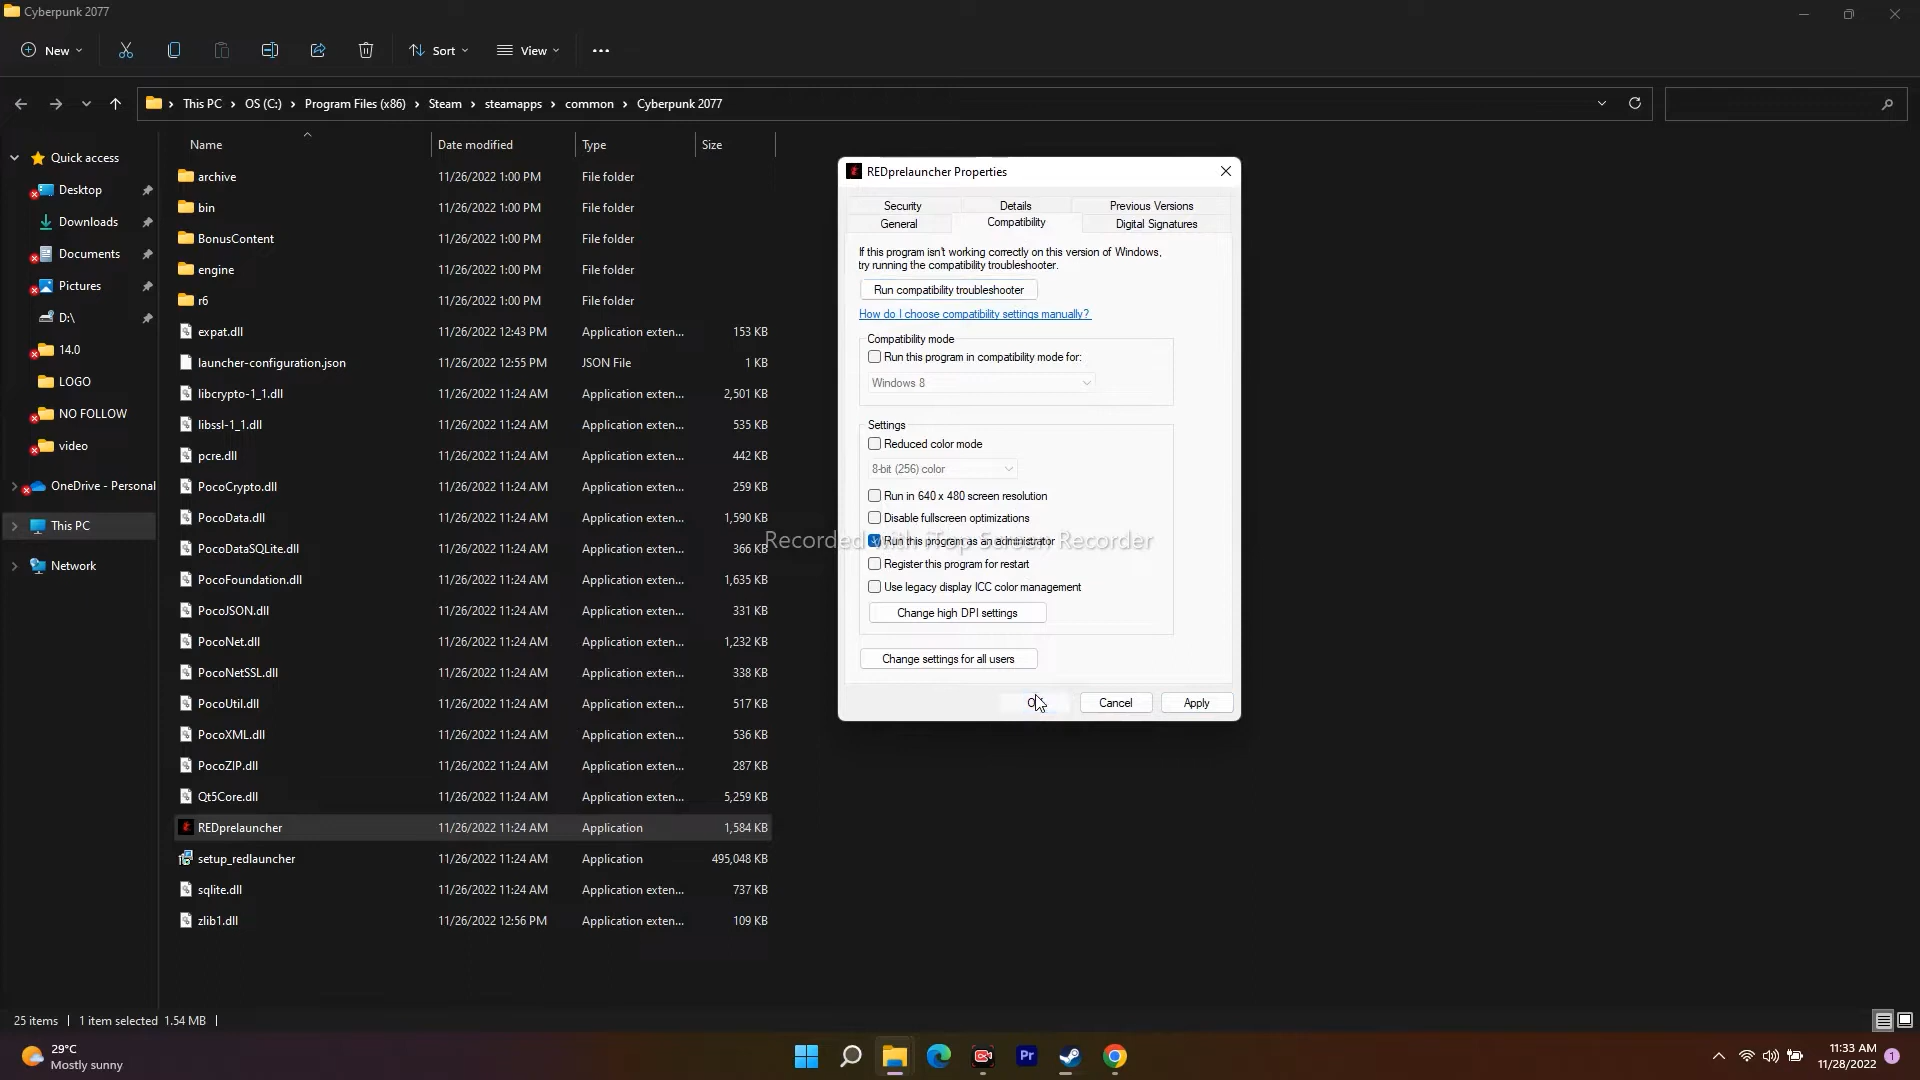 Cyberpunk 2077
New
Sort
View
This PC
OS (C:)
Program Files (x86)
Steam
steamapps
common
Cyberpunk 2077
Quick access
Desktop
Downloads
Documents
Pictures
D:\
14.0
LOGO
NO FOLLOW
video
OneDrive - Personal
This PC
Network
Name Date modified Type Size
archive 11/26/2022 1:00 PM File folder
bin 11/26/2022 1:00 PM File folder
BonusContent 11/26/2022 1:00 PM File folder
engine 11/26/2022 1:00 PM File folder
r6 11/26/2022 1:00 PM File folder
expat.dll 11/26/2022 12:43 PM Application exten... 153 KB
launcher-configuration.json 11/26/2022 12:55 PM JSON File 1 KB
libcrypto-1_1.dll 11/26/2022 11:24 AM Application exten... 2,501 KB
libssl-1_1.dll 11/26/2022 11:24 AM Application exten... 535 KB
pcre.dll 11/26/2022 11:24 AM Application exten... 442 KB
PocoCrypto.dll 11/26/2022 11:24 AM Application exten... 259 KB
PocoData.dll 11/26/2022 11:24 AM Application exten... 1,590 KB
PocoDataSQLite.dll 11/26/2022 11:24 AM Application exten... 366 KB
PocoFoundation.dll 11/26/2022 11:24 AM Application exten... 1,635 KB
PocoJSON.dll 11/26/2022 11:24 AM Application exten... 331 KB
PocoNet.dll 11/26/2022 11:24 AM Application exten... 1,232 KB
PocoNetSSL.dll 11/26/2022 11:24 AM Application exten... 338 KB
PocoUtil.dll 11/26/2022 11:24 AM Application exten... 517 KB
PocoXML.dll 11/26/2022 11:24 AM Application exten... 536 KB
PocoZIP.dll 11/26/2022 11:24 AM Application exten... 287 KB
Qt5Core.dll 11/26/2022 11:24 AM Application exten... 5,259 KB
REDprelauncher 11/26/2022 11:24 AM Application 1,584 KB
setup_redlauncher 11/26/2022 11:24 AM Application 495,048 KB
sqlite.dll 11/26/2022 11:24 AM Application exten... 737 KB
zlib1.dll 11/26/2022 12:56 PM Application exten... 109 KB
REDprelauncher Properties
Security Details Previous Versions
General Compatibility Digital Signatures
If this program isn't working correctly on this version of Windows,
try running the compatibility troubleshooter.
Run compatibility troubleshooter
How do I choose compatibility settings manually?
Compatibility mode
Run this program in compatibility mode for:
Windows 8
Settings
Reduced color mode
8-bit (256) color
Run in 640 x 480 screen resolution
Disable fullscreen optimizations
Run this program as an administrator
Recorded with iTop Screen Recorder
Register this program for restart
Use legacy display ICC color management
Change high DPI settings
Change settings for all users
Cancel Apply
25 items 1 item selected 1.54 MB
29°C
Mostly sunny
Pr
11:33 AM
11/28/2022
1